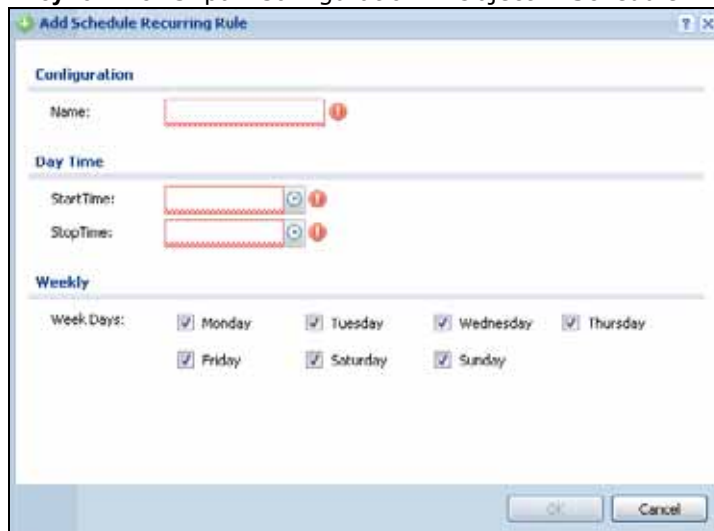 Add Schedule Recurring Rule
Configuration
Name:
Day Time
StartTime:
StopTime:
Weekly
Week Days:
Monday Tuesday Wednesday Thursday
Friday Saturday Sunday
OK Cancel